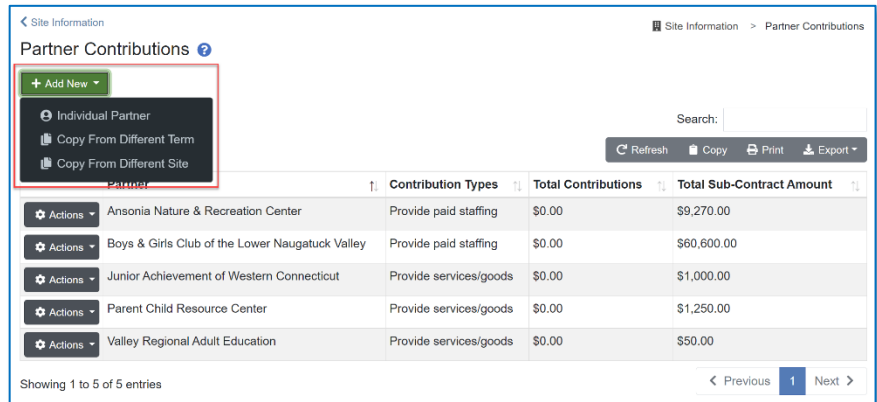 Site Information
Site Information > Partner Contributions
Partner Contributions ?
+ Add New
Individual Partner
Copy From Different Term
Copy From Different Site
Search:
Refresh Copy Print Export
Partner Contribution Types Total Contributions Total Sub-Contract Amount
Actions Ansonia Nature & Recreation Center Provide paid staffing $0.00 $9,270.00
Actions Boys & Girls Club of the Lower Naugatuck Valley Provide paid staffing $0.00 $60,600.00
Actions Junior Achievement of Western Connecticut Provide services/goods $0.00 $1,000.00
Actions Parent Child Resource Center Provide services/goods $0.00 $1,250.00
Actions Valley Regional Adult Education Provide services/goods $0.00 $50.00
Showing 1 to 5 of 5 entries
Previous 1 Next